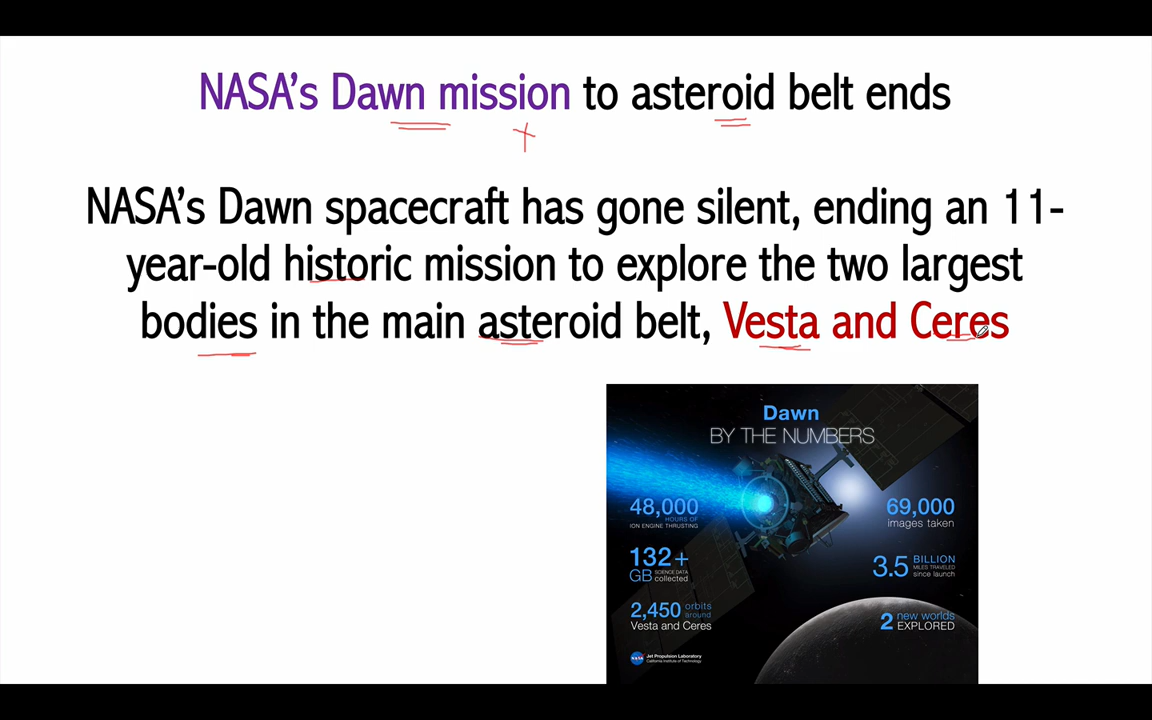 NASA's Dawn mission to asteroid belt ends
NASA's Dawn spacecraft has gone silent, ending an 11-
year-old historic mission to explore the two largest
bodies in the main asteroid belt, Vesta and Ceres
Dawn
BY THE NUMBERS
48,000
HOURS OF
ION ENGINE THRUSTING
69,000
images taken
132+
GB SCIENCE DATA
collected
3.5 BILLION
MILES TRAVELED
since launch
2,450 orbits
around
Vesta and Ceres
2 new worlds
EXPLORED
NASA
Jet Propulsion Laboratory
California Institute of Technology